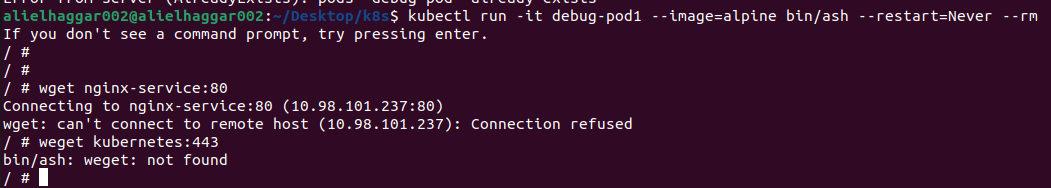 Error from server (AlreadyExists): pods "debug-pod" already exists
alielhaggar002@alielhaggar002:~/Desktop/k8s$ kubectl run -it debug-pod1 --image=alpine bin/ash --restart=Never --rm
If you don't see a command prompt, try pressing enter.
/ #
/ #
/ # wget nginx-service:80
Connecting to nginx-service:80 (10.98.101.237:80)
wget: can't connect to remote host (10.98.101.237): Connection refused
/ # weget kubernetes:443
bin/ash: weget: not found
/ #